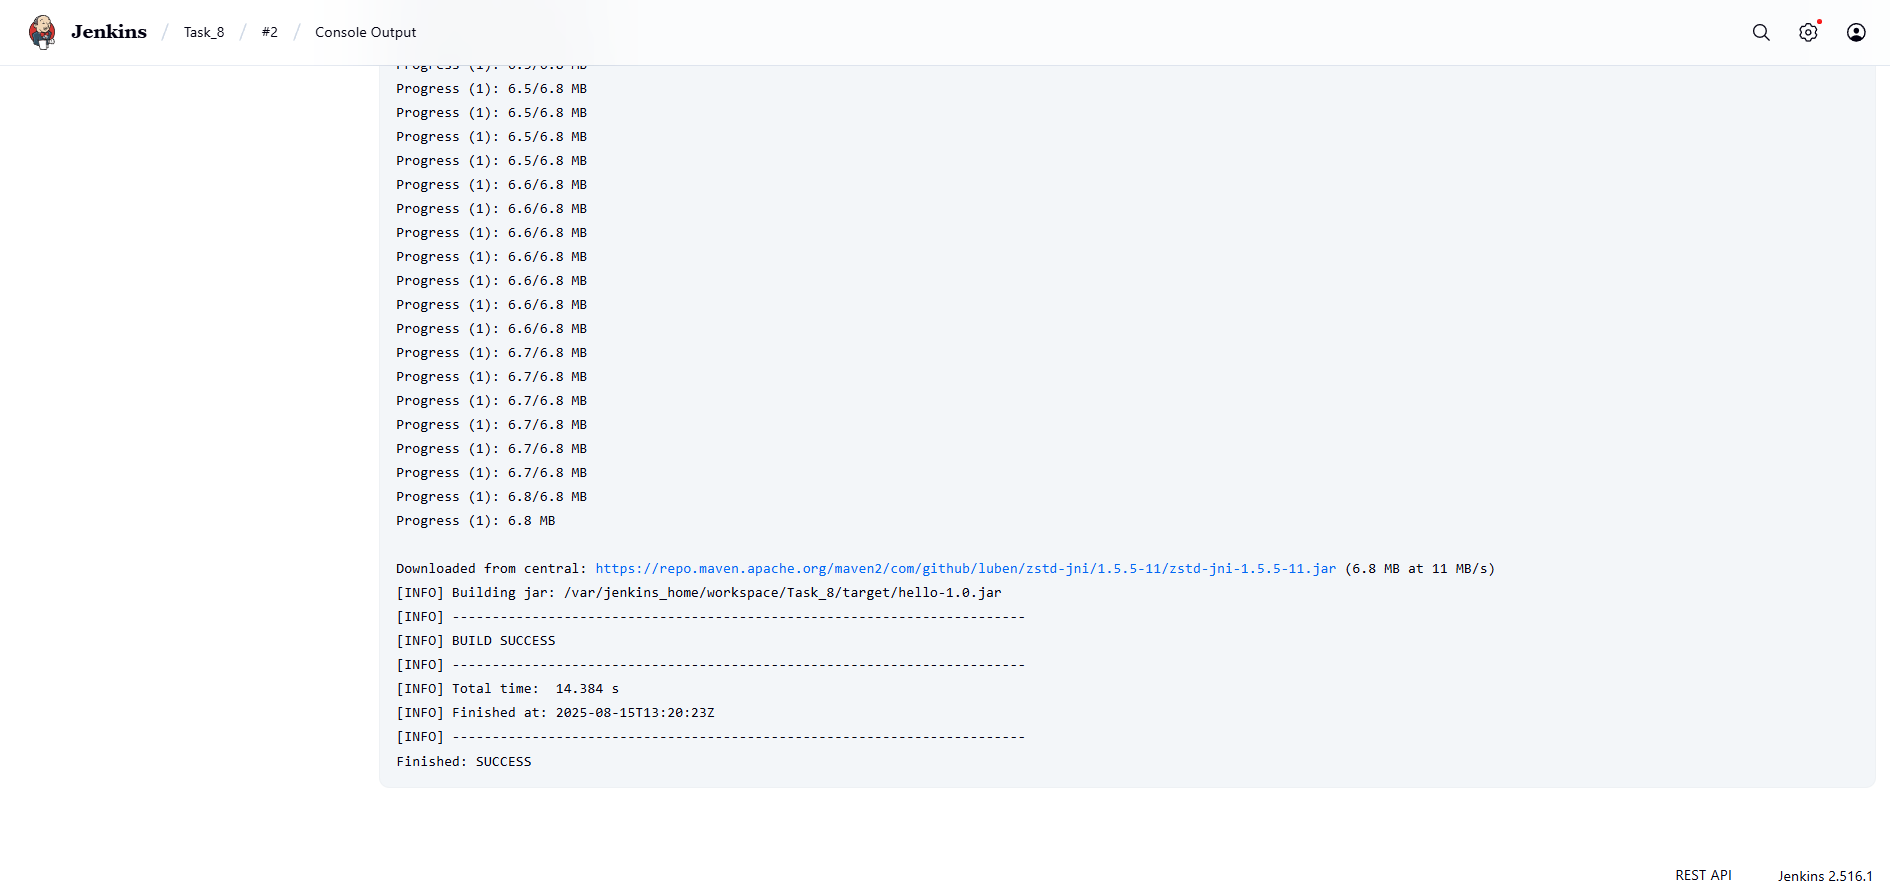 Jenkins / Task_8 / #2 / Console Output
Progress (1): 6.5/6.8 MB
Progress (1): 6.5/6.8 MB
Progress (1): 6.5/6.8 MB
Progress (1): 6.5/6.8 MB
Progress (1): 6.5/6.8 MB
Progress (1): 6.6/6.8 MB
Progress (1): 6.6/6.8 MB
Progress (1): 6.6/6.8 MB
Progress (1): 6.6/6.8 MB
Progress (1): 6.6/6.8 MB
Progress (1): 6.6/6.8 MB
Progress (1): 6.6/6.8 MB
Progress (1): 6.7/6.8 MB
Progress (1): 6.7/6.8 MB
Progress (1): 6.7/6.8 MB
Progress (1): 6.7/6.8 MB
Progress (1): 6.7/6.8 MB
Progress (1): 6.7/6.8 MB
Progress (1): 6.8/6.8 MB
Progress (1): 6.8 MB
Downloaded from central: https://repo.maven.apache.org/maven2/com/github/luben/zstd-jni/1.5.5-11/zstd-jni-1.5.5-11.jar (6.8 MB at 11 MB/s)
[INFO] Building jar: /var/jenkins_home/workspace/Task_8/target/hello-1.0.jar
[INFO] ------------------------------------------------------------------------
[INFO] BUILD SUCCESS
[INFO] ------------------------------------------------------------------------
[INFO] Total time:  14.384 s
[INFO] Finished at: 2025-08-15T13:20:23Z
[INFO] ------------------------------------------------------------------------
Finished: SUCCESS
REST API Jenkins 2.516.1